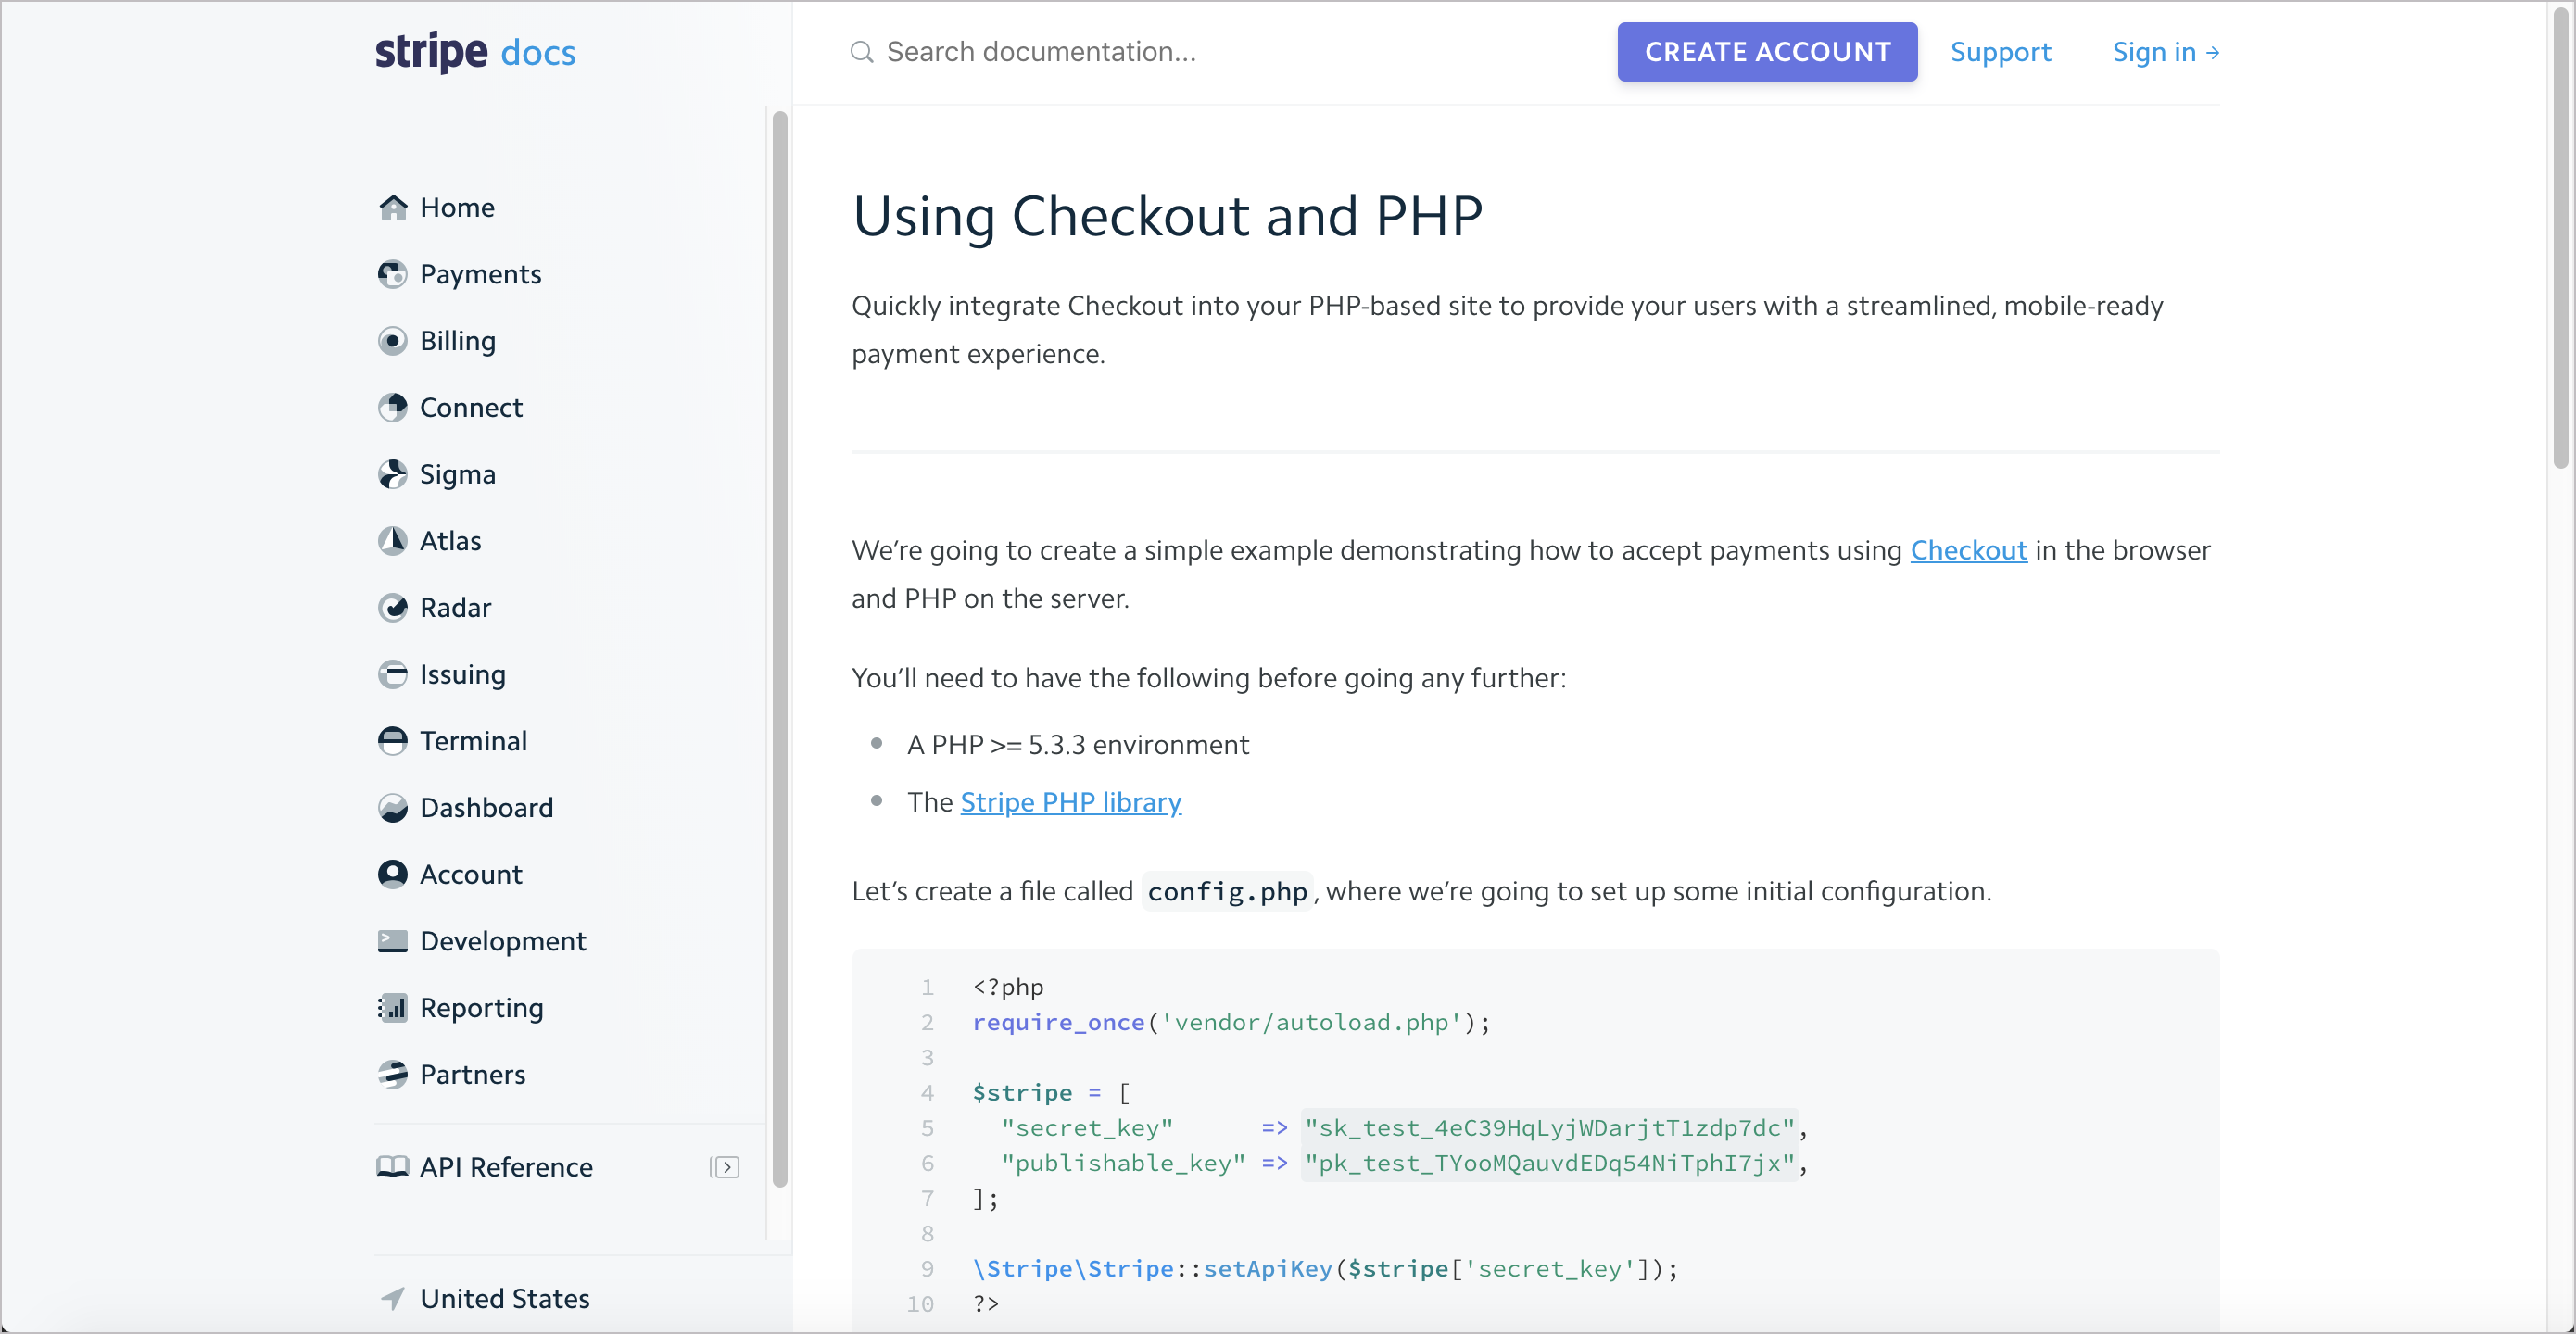 stripe docs
Search documentation...
CREATE ACCOUNT
Support
Sign in →
Home
Payments
Billing
Connect
Sigma
Atlas
Radar
Issuing
Terminal
Dashboard
Account
Development
Reporting
Partners
API Reference
United States
Using Checkout and PHP
Quickly integrate Checkout into your PHP-based site to provide your users with a streamlined, mobile-ready
payment experience.
We’re going to create a simple example demonstrating how to accept payments using Checkout in the browser
and PHP on the server.
You’ll need to have the following before going any further:
• A PHP >= 5.3.3 environment
• The Stripe PHP library
Let’s create a file called config.php, where we’re going to set up some initial configuration.
1 <?php
2 require_once('vendor/autoload.php');
3
4 $stripe = [
5   "secret_key"      => "sk_test_4eC39HqLyjWDarjtT1zdp7dc",
6   "publishable_key" => "pk_test_TYooMQauvdEDq54NiTphI7jx",
7 ];
8
9 \Stripe\Stripe::setApiKey($stripe['secret_key']);
10 ?>